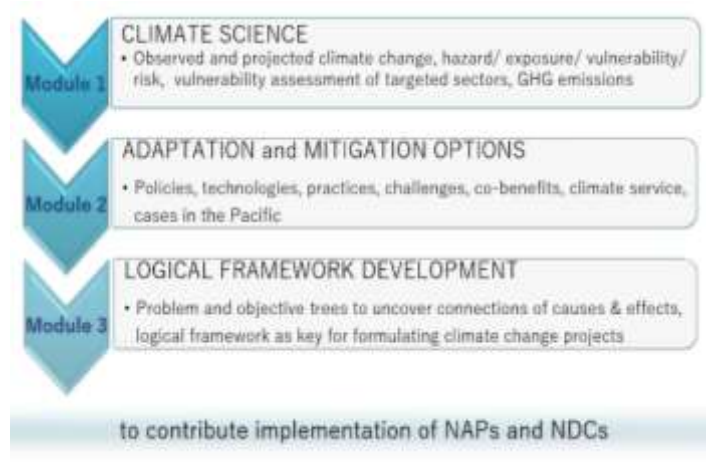 Module 1
CLIMATE SCIENCE
• Observed and projected climate change, hazard/ exposure/ vulnerability/
risk, vulnerability assessment of targeted sectors, GHG emissions
Module 2
ADAPTATION and MITIGATION OPTIONS
• Policies, technologies, practices, challenges, co-benefits, climate service,
cases in the Pacific
Module 3
LOGICAL FRAMEWORK DEVELOPMENT
• Problem and objective trees to uncover connections of causes & effects,
logical framework as key for formulating climate change projects
to contribute implementation of NAPs and NDCs